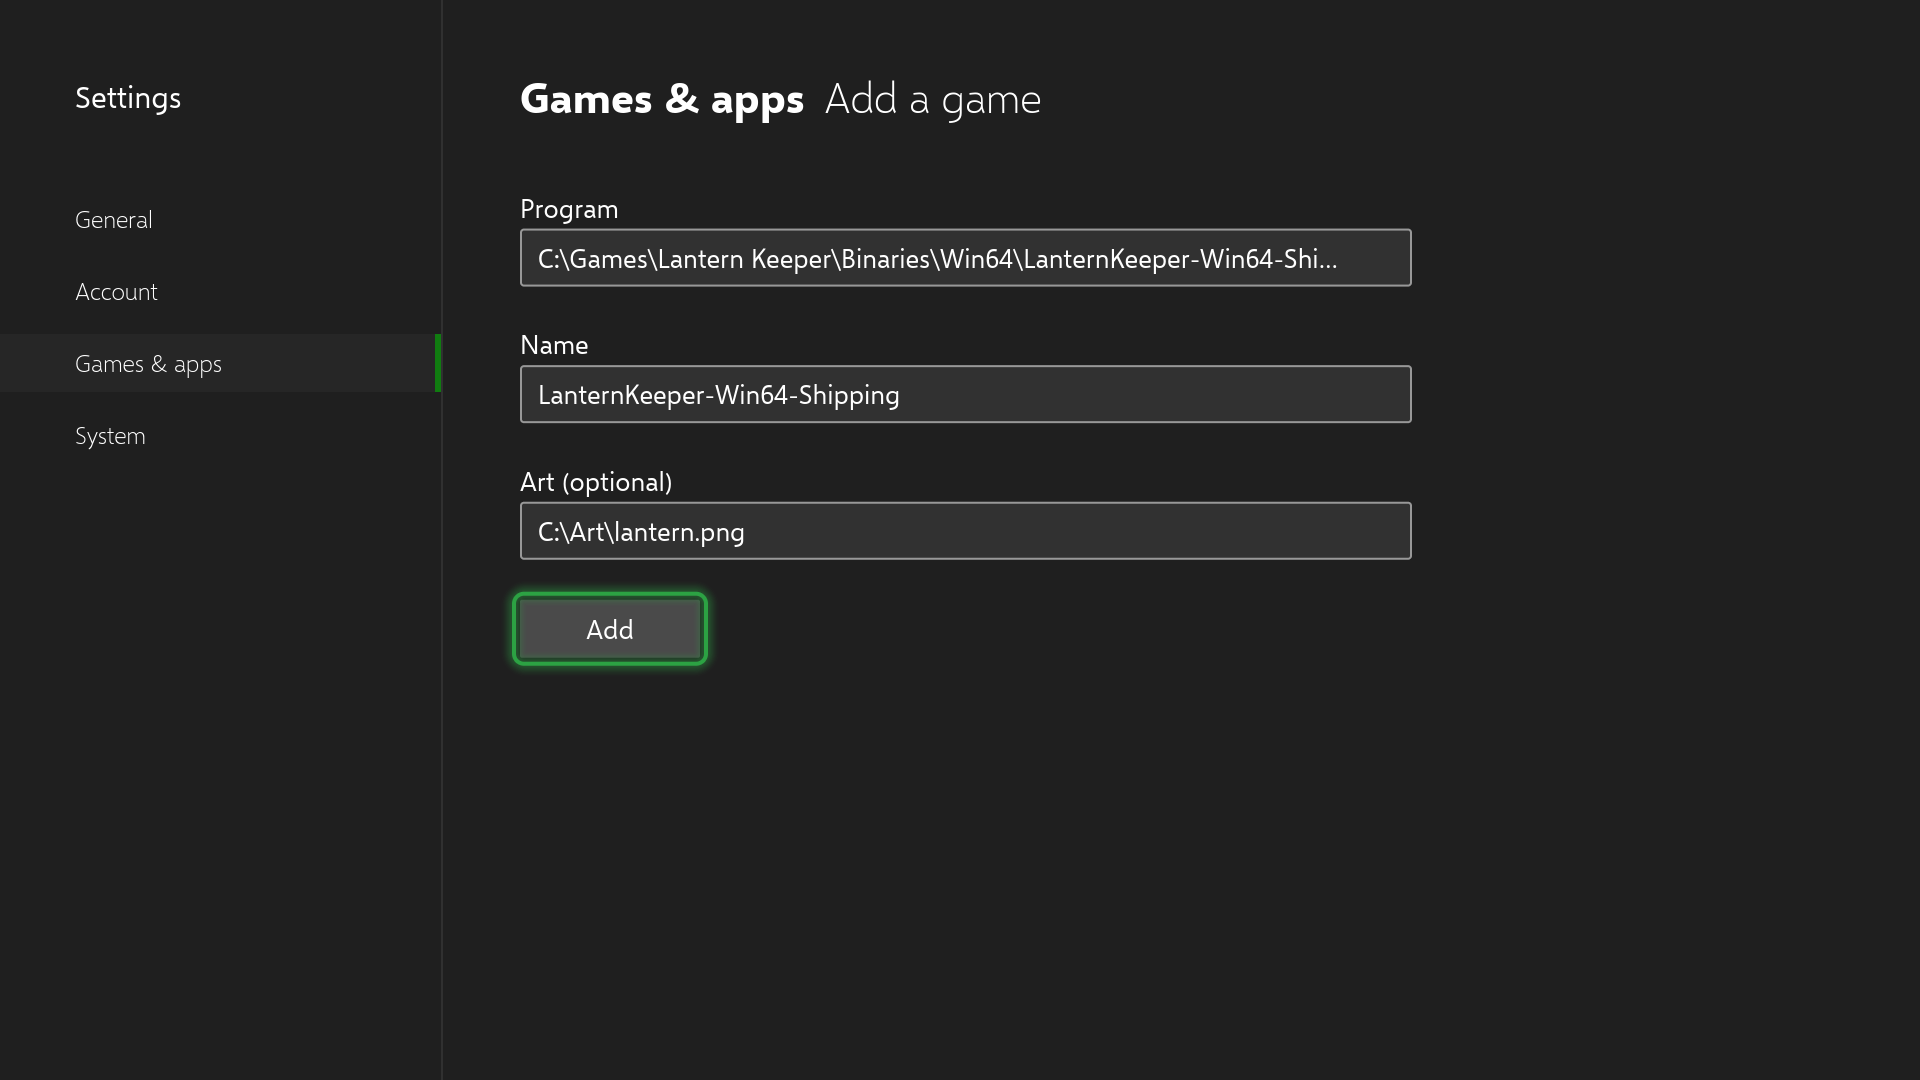 Settings
General
Account
Games & apps
System
Games & apps Add a game
Program
C:\Games\Lantern Keeper\Binaries\Win64\LanternKeeper-Win64-Shi...
Name
LanternKeeper-Win64-Shipping
Art (optional)
C:\Art\lantern.png
Add